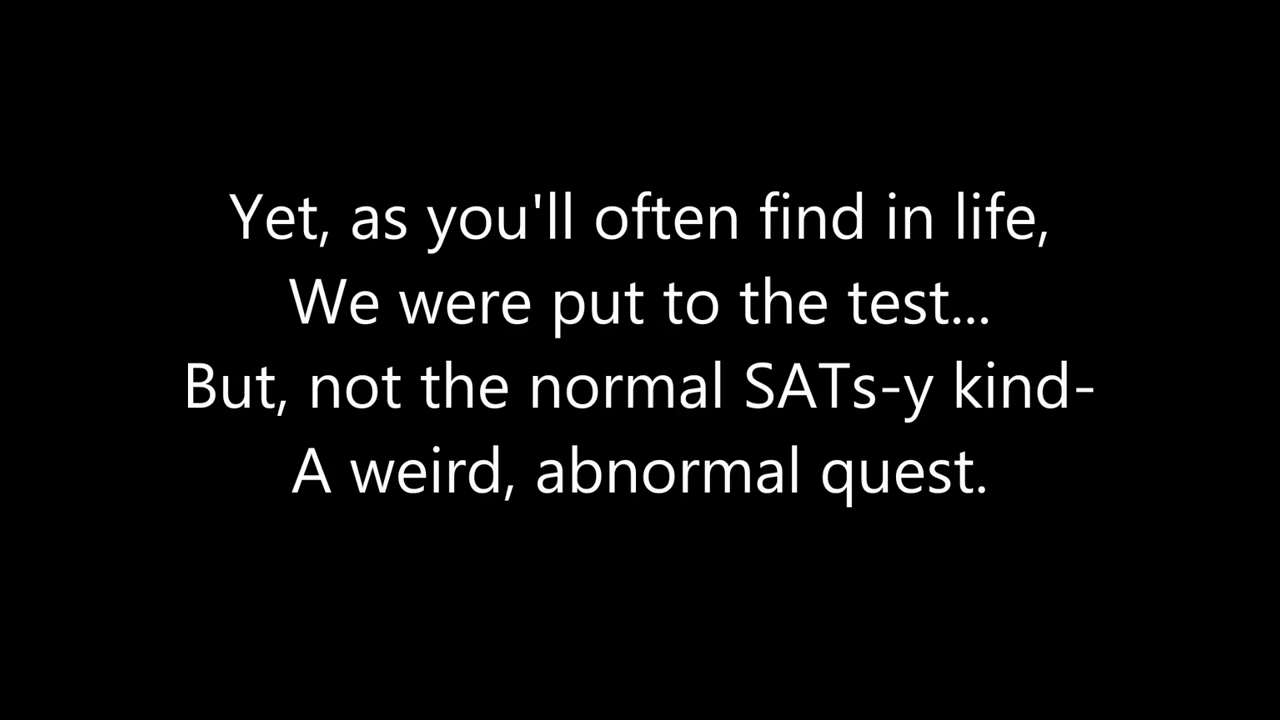 Yet, as you'll often find in life,
We were put to the test...
But, not the normal SATs-y kind-
A weird, abnormal quest.